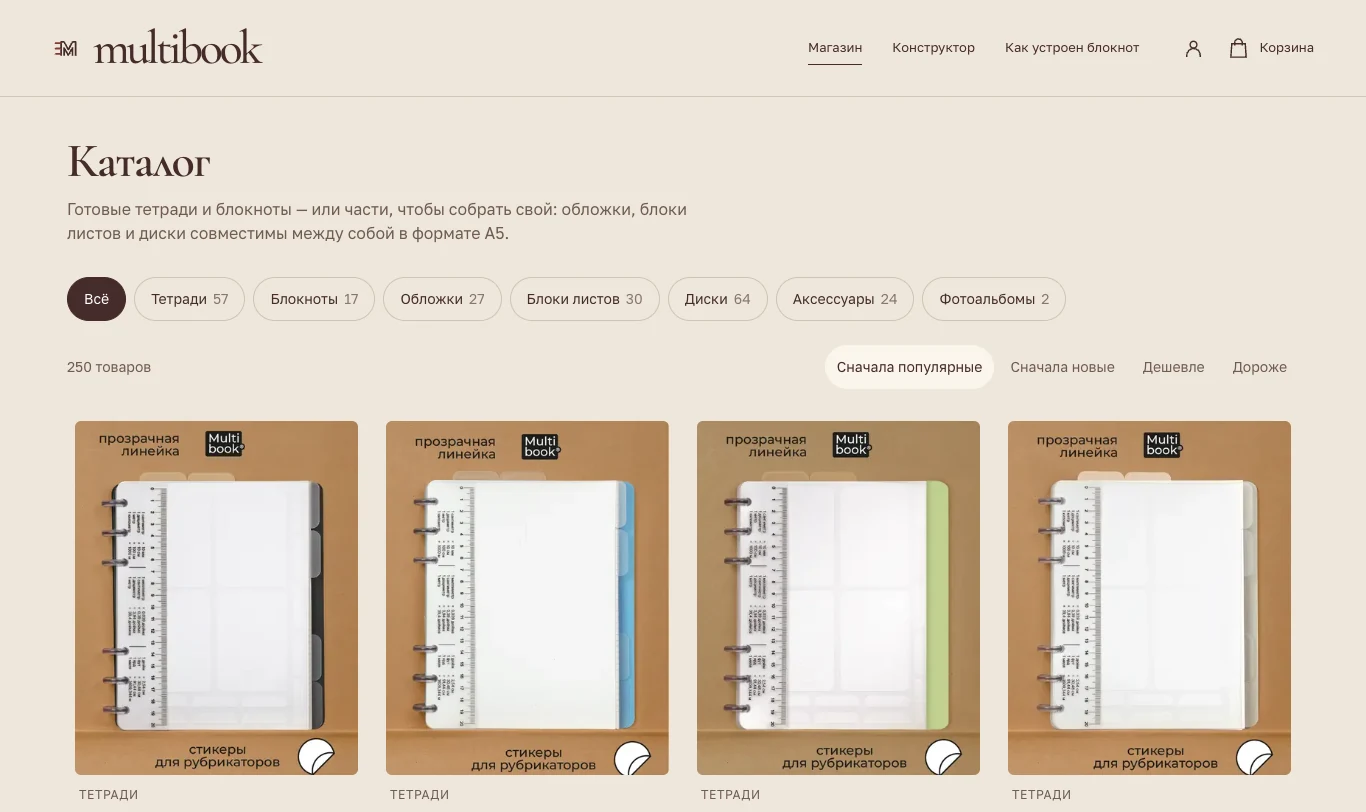 multibook
Магазин
Конструктор
Как устроен блокнот
Корзина
Каталог
Готовые тетради и блокноты — или части, чтобы собрать свой: обложки, блоки
листов и диски совместимы между собой в формате А5.
Всё
Тетради 57
Блокноты 17
Обложки 27
Блоки листов 30
Диски 64
Аксессуары 24
Фотоальбомы 2
250 товаров
Сначала популярные
Сначала новые
Дешевле
Дороже
прозрачная
линейка
Multi
book®
стикеры
для рубрикаторов
прозрачная
линейка
Multi
book®
стикеры
для рубрикаторов
прозрачная
линейка
Multi
book®
стикеры
для рубрикаторов
прозрачная
линейка
Multi
book®
стикеры
для рубрикаторов
ТЕТРАДИ
ТЕТРАДИ
ТЕТРАДИ
ТЕТРАДИ